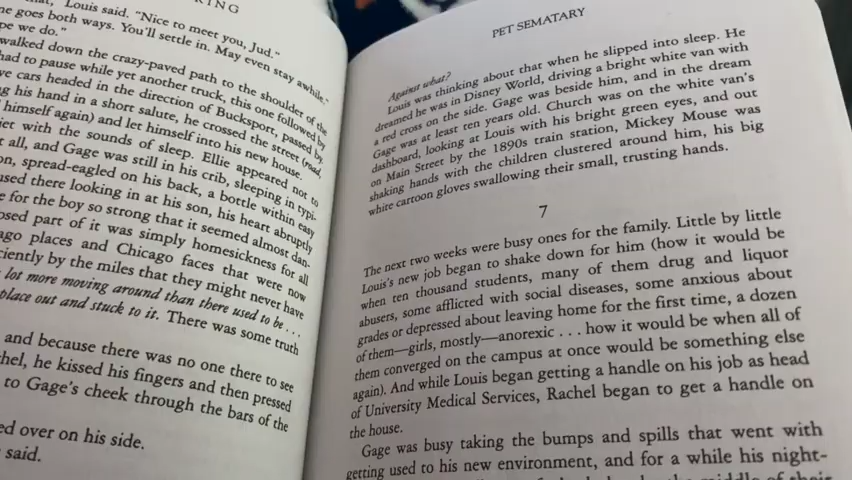 KING
that," Louis said. "Nice to meet you, Jud."
goes both ways. You'll settle in. May even stay awhile."
we do."
walked down the crazy-paved path to the shoulder of the
had to pause while yet another truck, this one followed by
cars headed in the direction of Bucksport, passed by.
his hand in a short salute, he crossed the street (road,
himself again) and let himself into his new house.
with the sounds of sleep. Ellie appeared not to
all, and Gage was still in his crib, sleeping in typi-
spread-eagled on his back, a bottle within easy
there looking in at his son, his heart abruptly
for the boy so strong that it seemed almost dan-
part of it was simply homesickness for all
places and Chicago faces that were now
by the miles that they might never have
lot more moving around than there used to be . . .
place out and stuck to it. There was some truth
and because there was no one there to see
he kissed his fingers and then pressed
to Gage's cheek through the bars of the
over on his side.
said.
PET SEMATARY
Against what?
Louis was thinking about that when he slipped into sleep. He
dreamed he was in Disney World, driving a bright white van with
a red cross on the side. Gage was beside him, and in the dream
Gage was at least ten years old. Church was on the white van's
dashboard, looking at Louis with his bright green eyes, and out
on Main Street by the 1890s train station, Mickey Mouse was
shaking hands with the children clustered around him, his big
white cartoon gloves swallowing their small, trusting hands.
7
The next two weeks were busy ones for the family. Little by little
Louis's new job began to shake down for him (how it would be
when ten thousand students, many of them drug and liquor
abusers, some afflicted with social diseases, some anxious about
grades or depressed about leaving home for the first time, a dozen
of them—girls, mostly—anorexic . . . how it would be when all of
them converged on the campus at once would be something else
again). And while Louis began getting a handle on his job as head
of University Medical Services, Rachel began to get a handle on
the house.
Gage was busy taking the bumps and spills that went with
getting used to his new environment, and for a while his night-
the middle of their